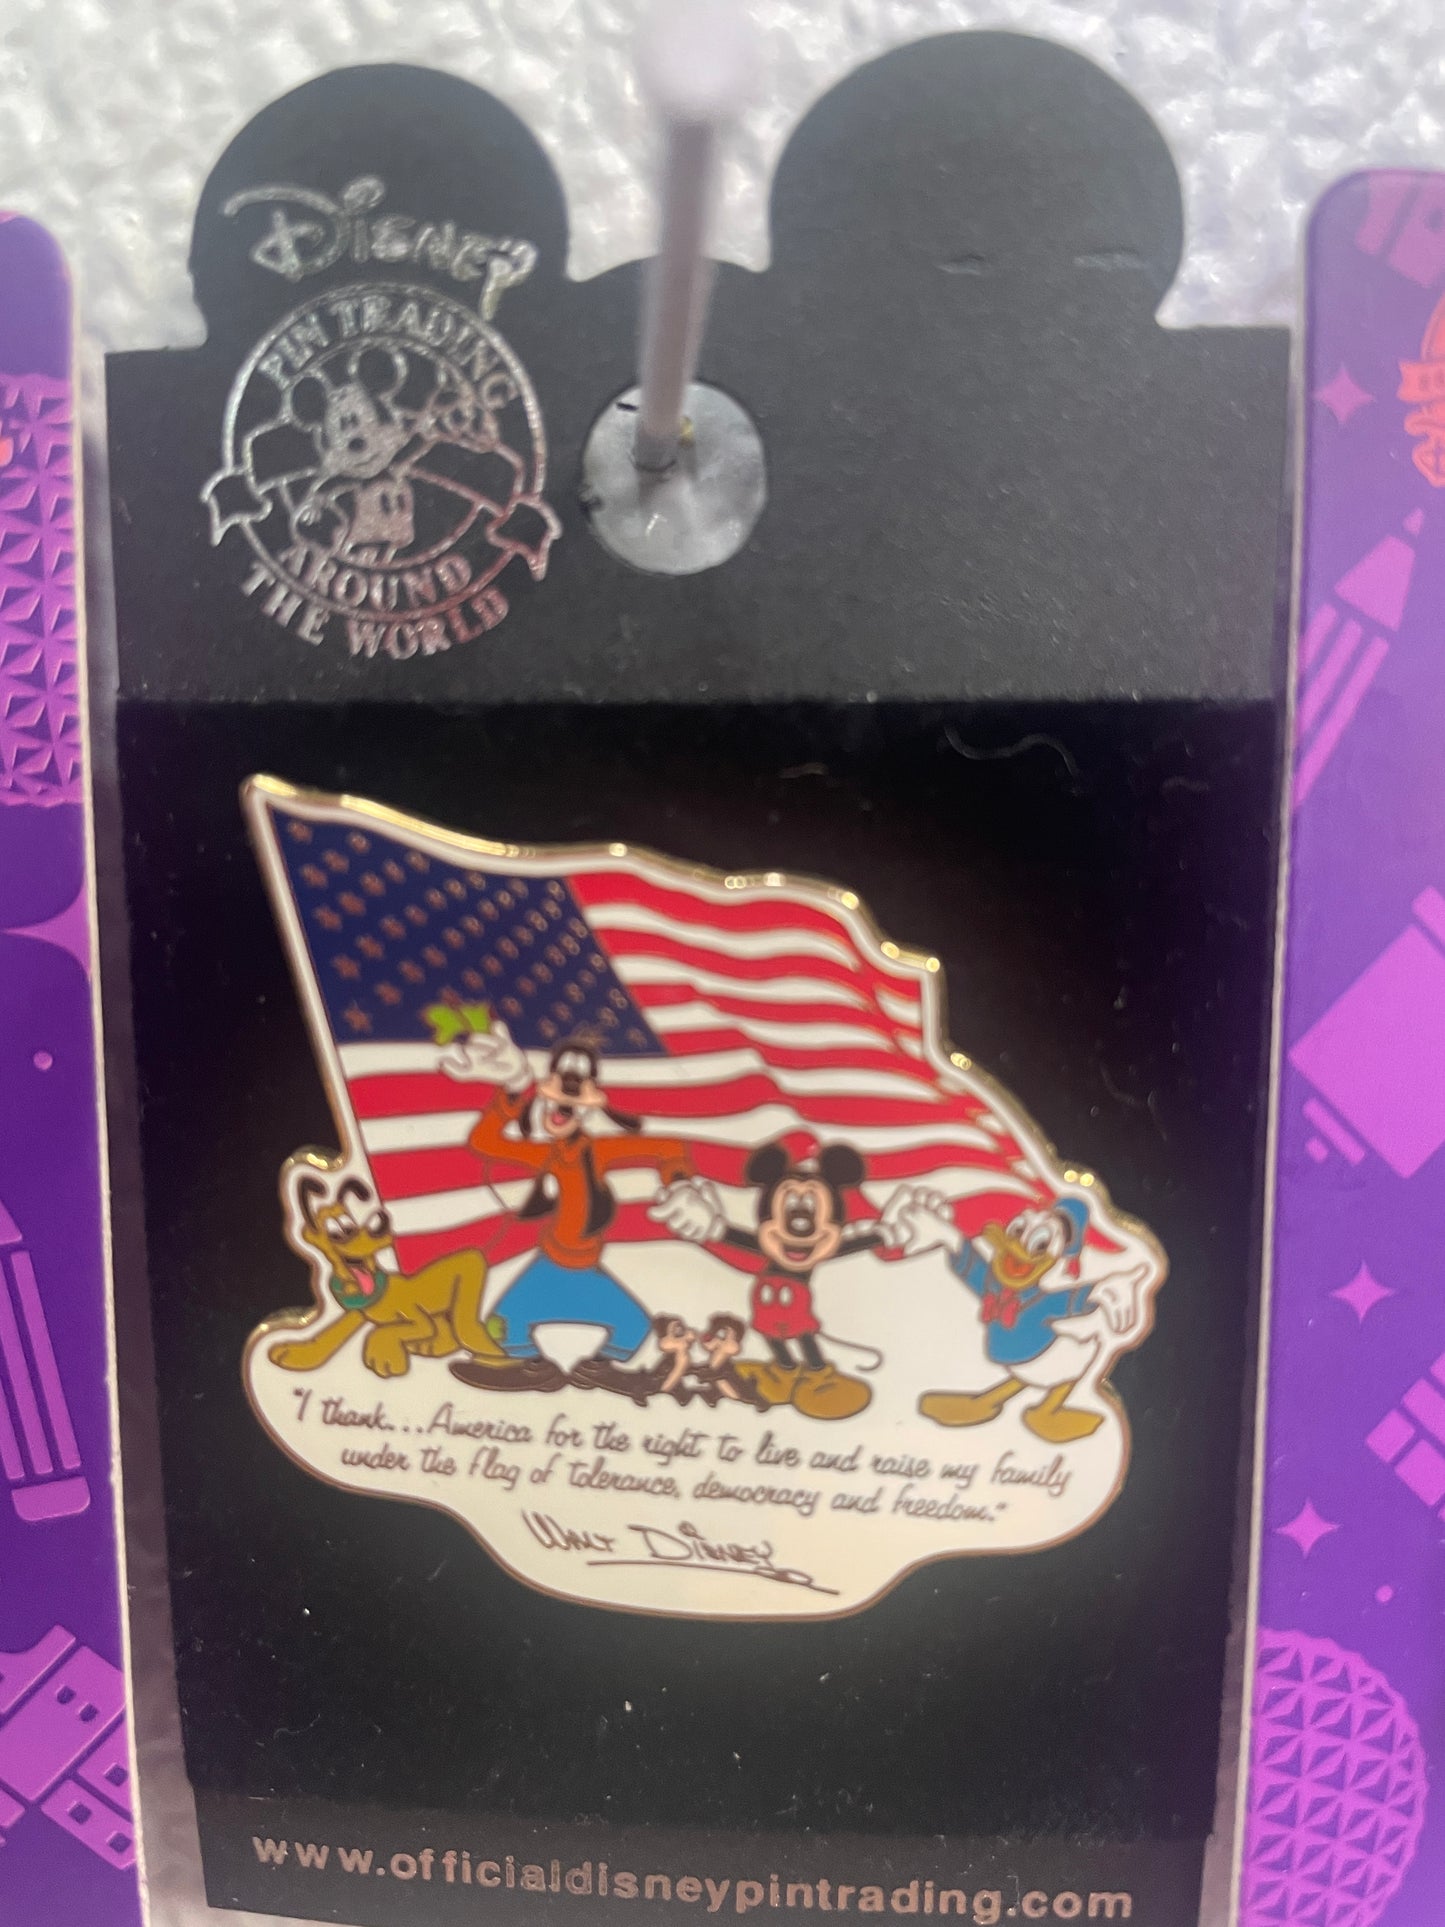 Disney
PIN TRADING
AROUND
THE WORLD
"I thank...America for the right to live and raise my family
under the flag of tolerance, democracy and freedom."
Walt Disney
www.officialdisneypintrading.com